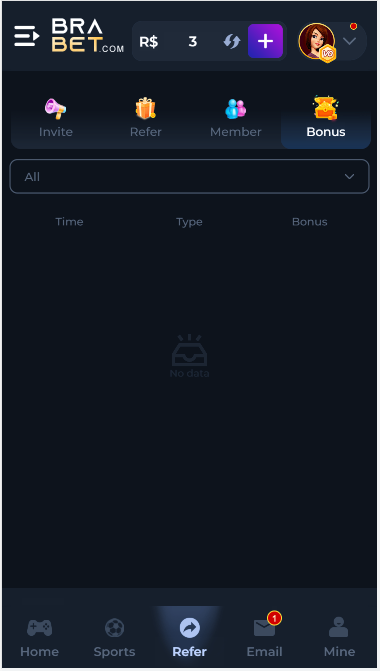 BRA
BET.COM
R$ 3
V0
Invite Refer Member Bonus
All
Time Type Bonus
No data
1
Home Sports Refer Email Mine